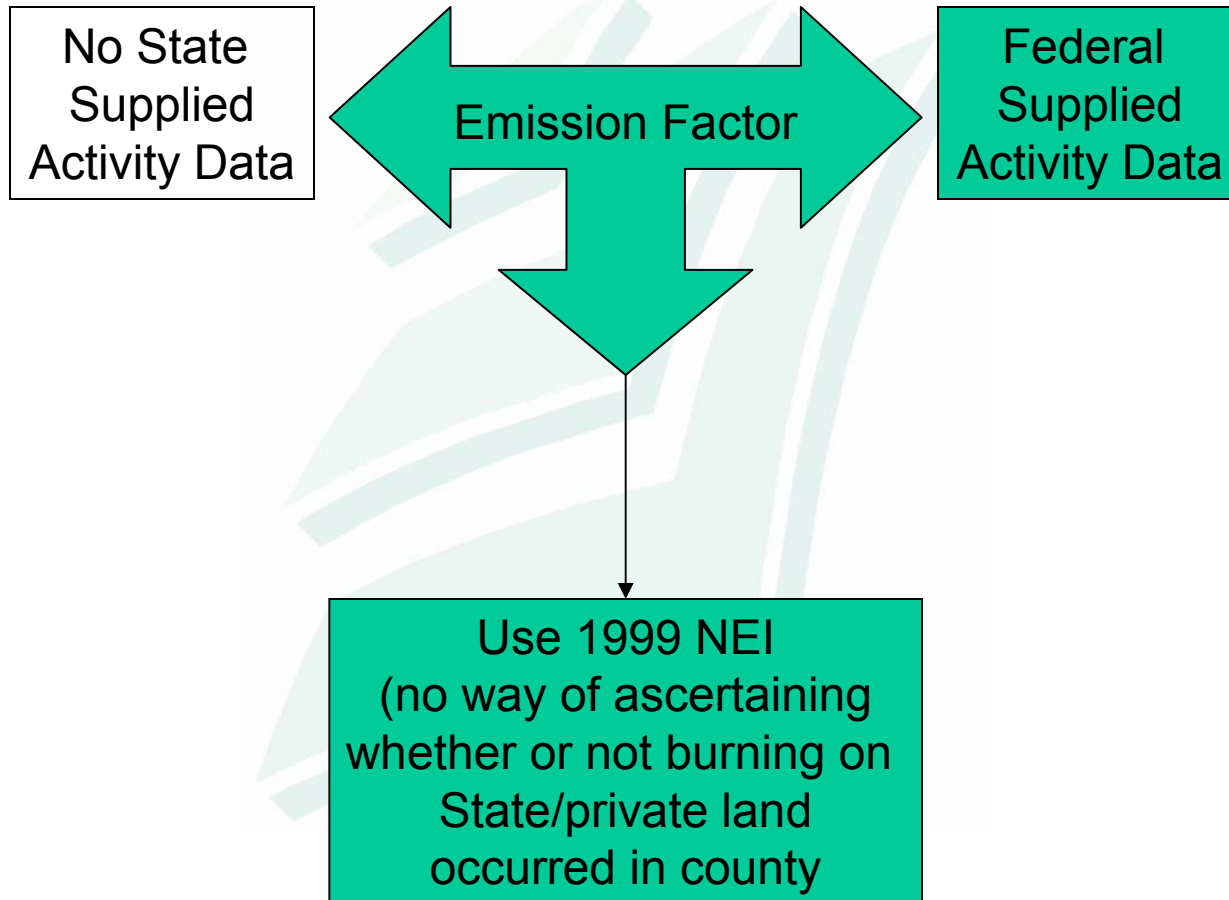 No State
Supplied
Activity Data
Emission Factor
Federal
Supplied
Activity Data
Use 1999 NEI
(no way of ascertaining
whether or not burning on
State/private land
occurred in county